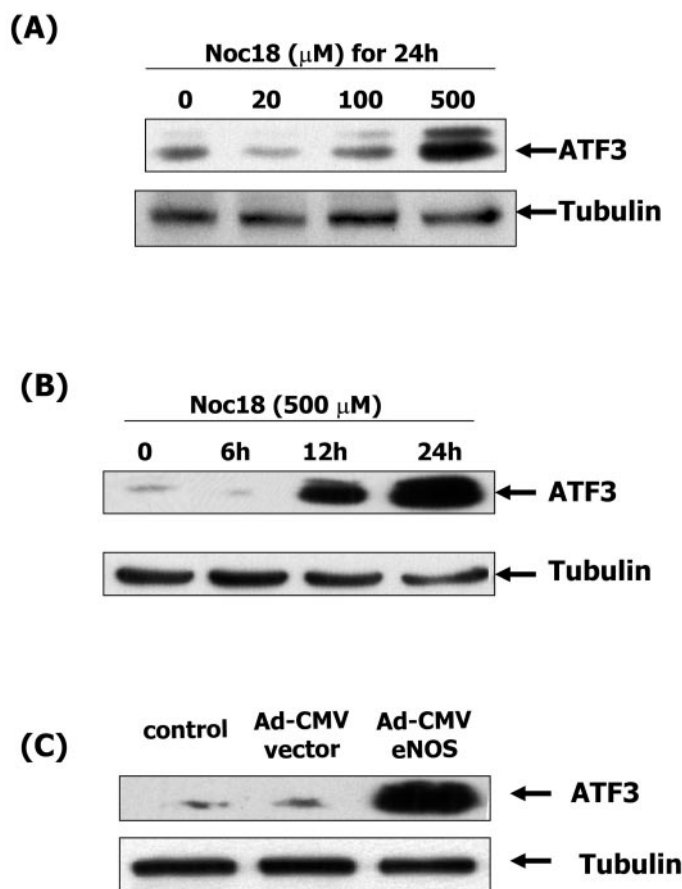 (A)
Noc18 (μM) for 24h
0 20 100 500
ATF3
Tubulin
(B)
Noc18 (500 μM)
0 6h 12h 24h
ATF3
Tubulin
(C)
control Ad-CMV vector Ad-CMV eNOS
ATF3
Tubulin